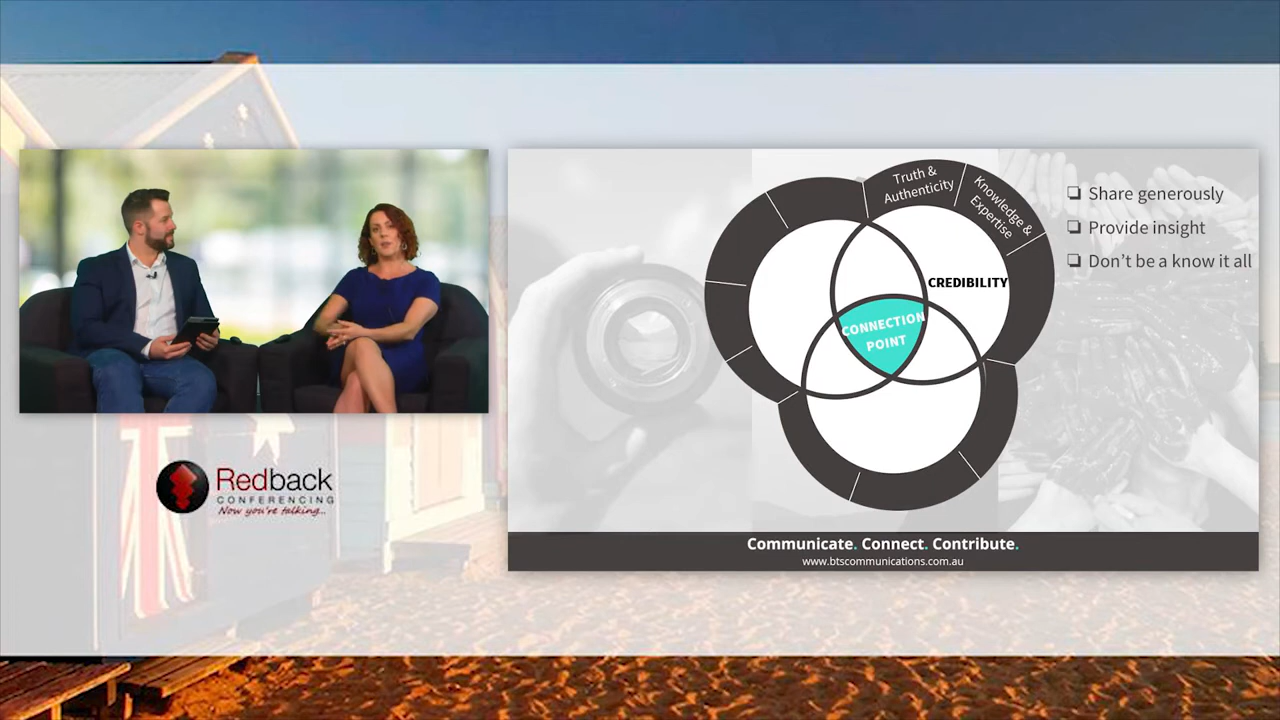 Redback
CONFERENCING
Now you're talking...
Truth &
Authenticity
Knowledge &
Expertise
CREDIBILITY
CONNECTION
POINT
Share generously
Provide insight
Don't be a know it all
Communicate. Connect. Contribute.
www.btscommunications.com.au